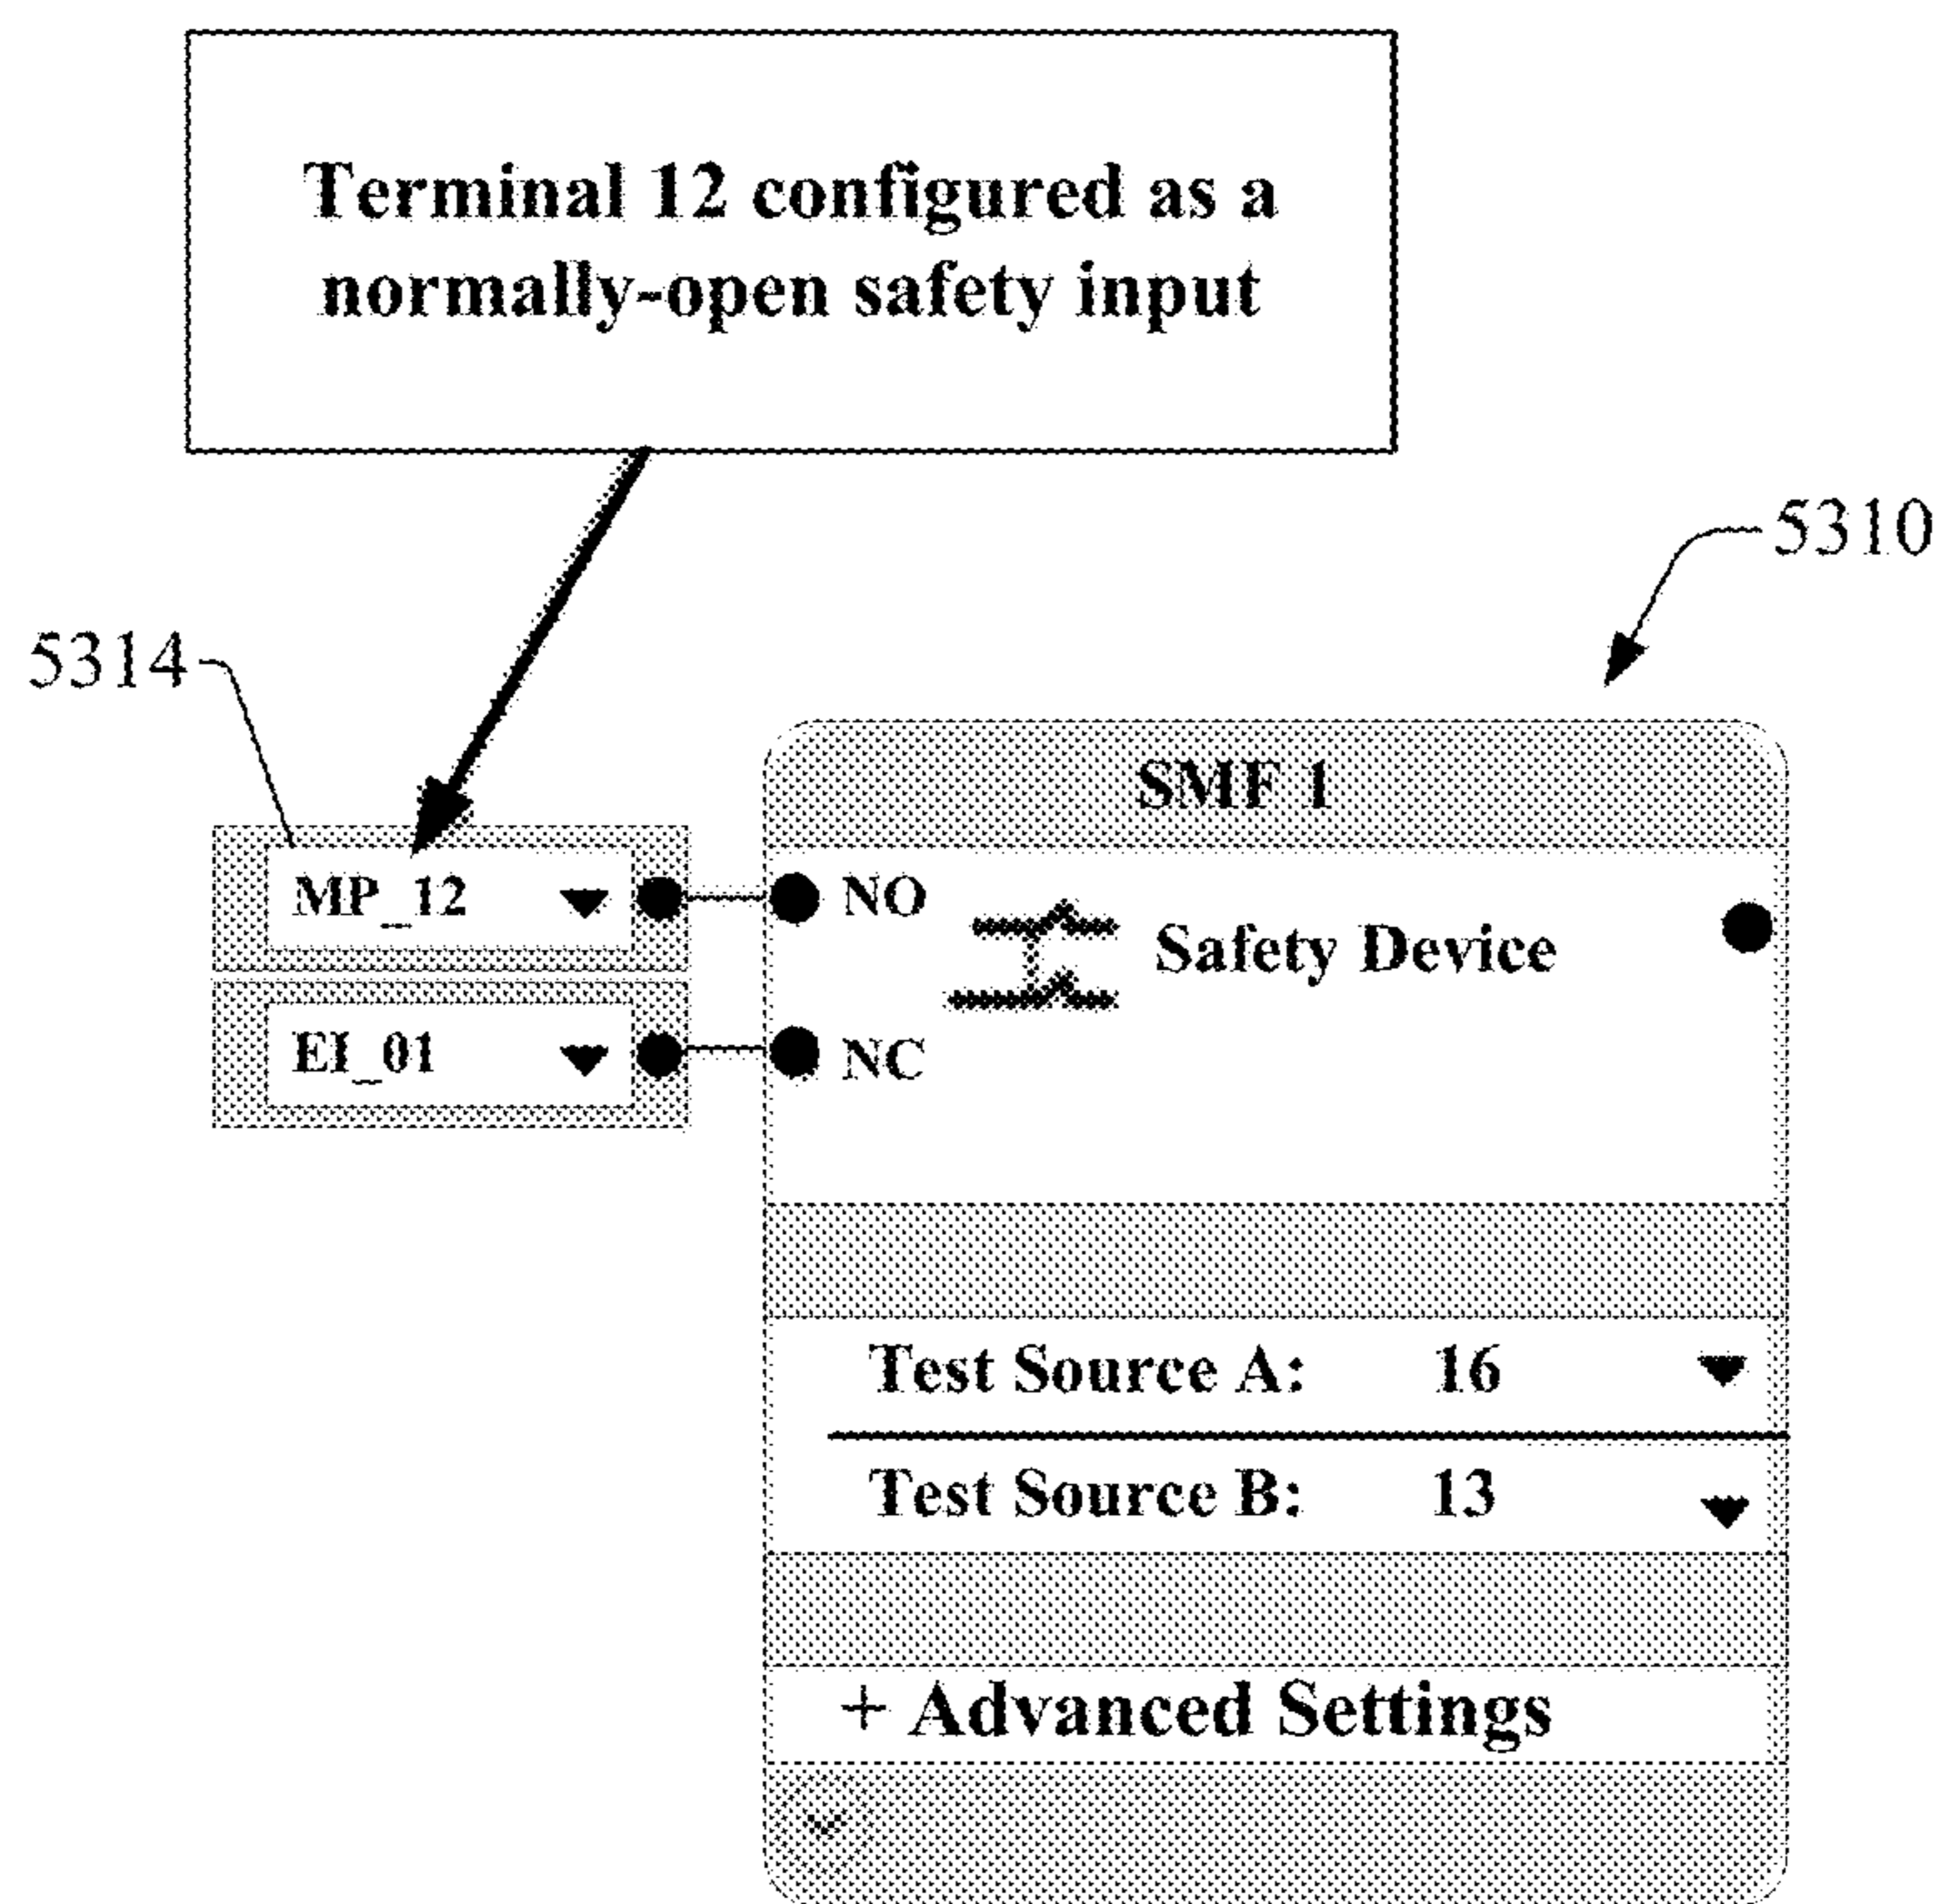 Terminal 12 configured as a
normally-open safety input
5310
5314
SMF 1
MP_12
NO
Safety Device
EI_01
NC
Test Source A: 16
Test Source B: 13
+ Advanced Settings